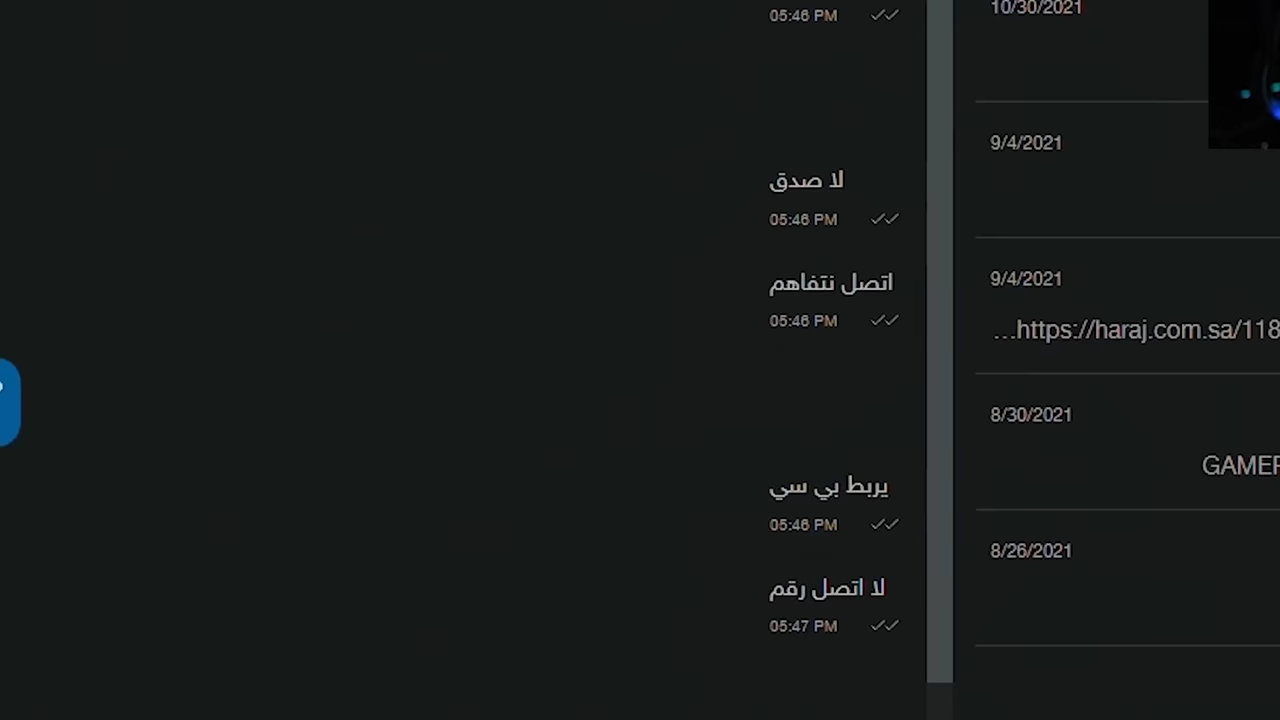 05:46 PM
لا صدق
05:46 PM
اتصل نتفاهم
05:46 PM
يربط بي سي
05:46 PM
لا اتصل رقم
05:47 PM
10/30/2021
9/4/2021
9/4/2021
...https://haraj.com.sa/118
8/30/2021
GAMER
8/26/2021